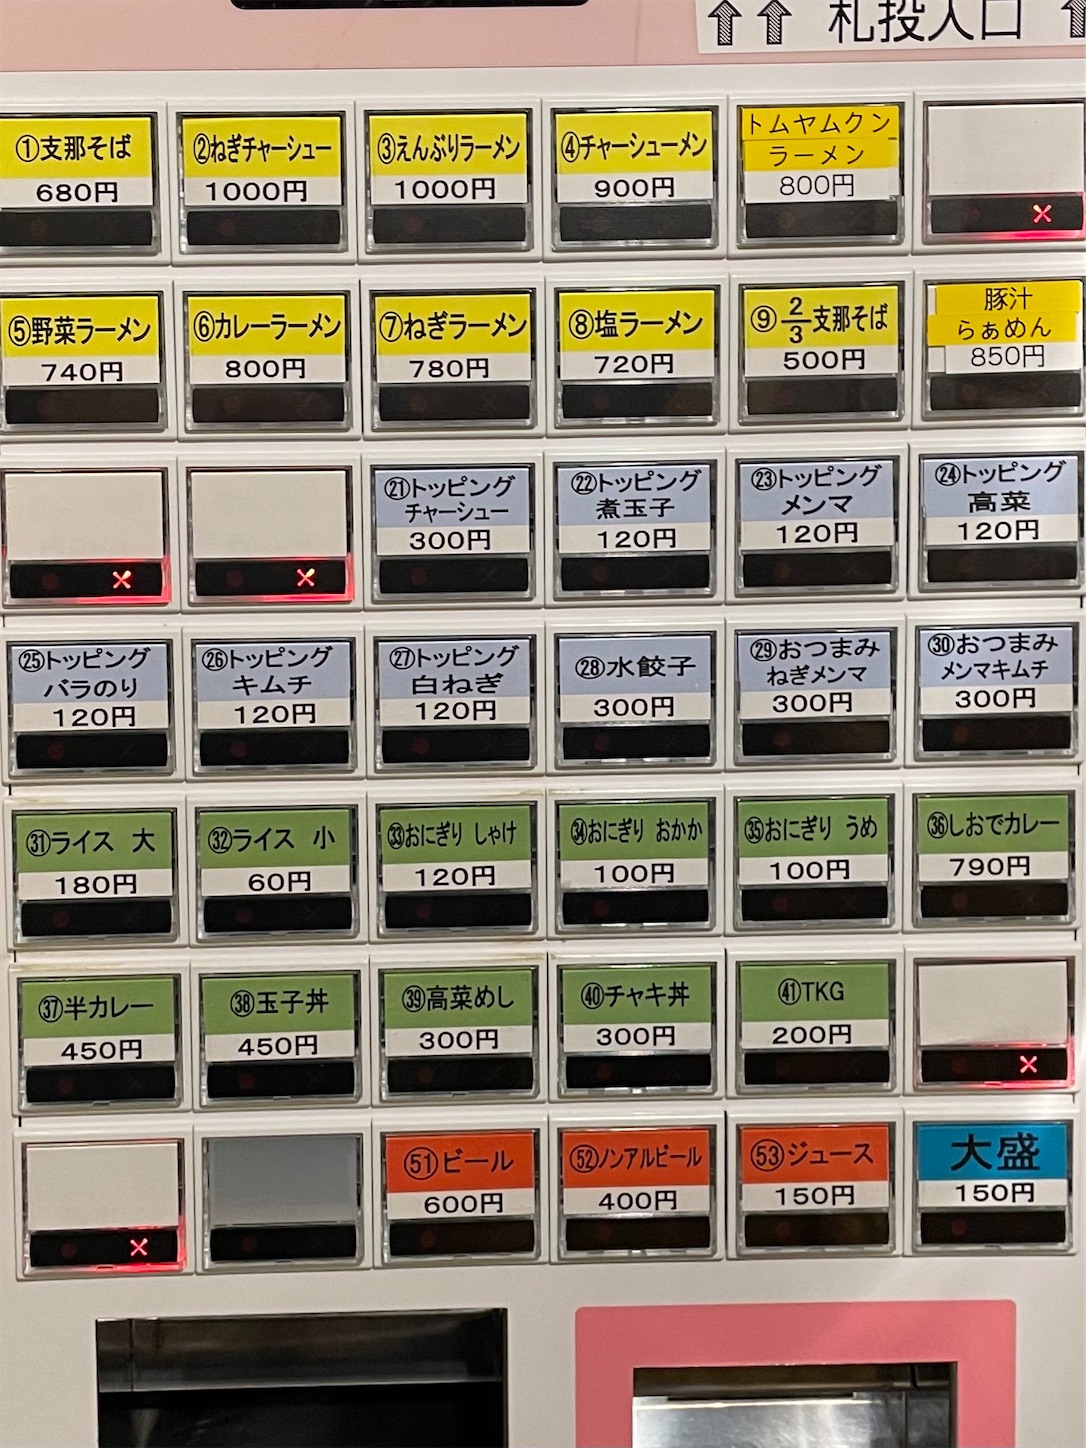 札投入口
①支那そば
680円
②ねぎチャーシュー
1000円
③えんぶりラーメン
1000円
④チャーシューメン
900円
トムヤムクン
ラーメン
800円
⑤野菜ラーメン
740円
⑥カレーラーメン
800円
⑦ねぎラーメン
780円
⑧塩ラーメン
720円
⑨2/3支那そば
500円
豚汁
らぁめん
850円
㉑トッピング
チャーシュー
300円
㉒トッピング
煮玉子
120円
㉓トッピング
メンマ
120円
㉔トッピング
高菜
120円
㉕トッピング
バラのり
120円
㉖トッピング
キムチ
120円
㉗トッピング
白ねぎ
120円
㉘水餃子
300円
㉙おつまみ
ねぎメンマ
300円
㉚おつまみ
メンマキムチ
300円
㉛ライス 大
180円
㉜ライス 小
60円
㉝おにぎり しゃけ
120円
㉞おにぎり おかか
100円
㉟おにぎり うめ
100円
㊱しおでカレー
790円
㊲半カレー
450円
㊳玉子丼
450円
㊴高菜めし
300円
㊵チャキ丼
300円
㊶TKG
200円
51ビール
600円
52ノンアルビール
400円
53ジュース
150円
大盛
150円